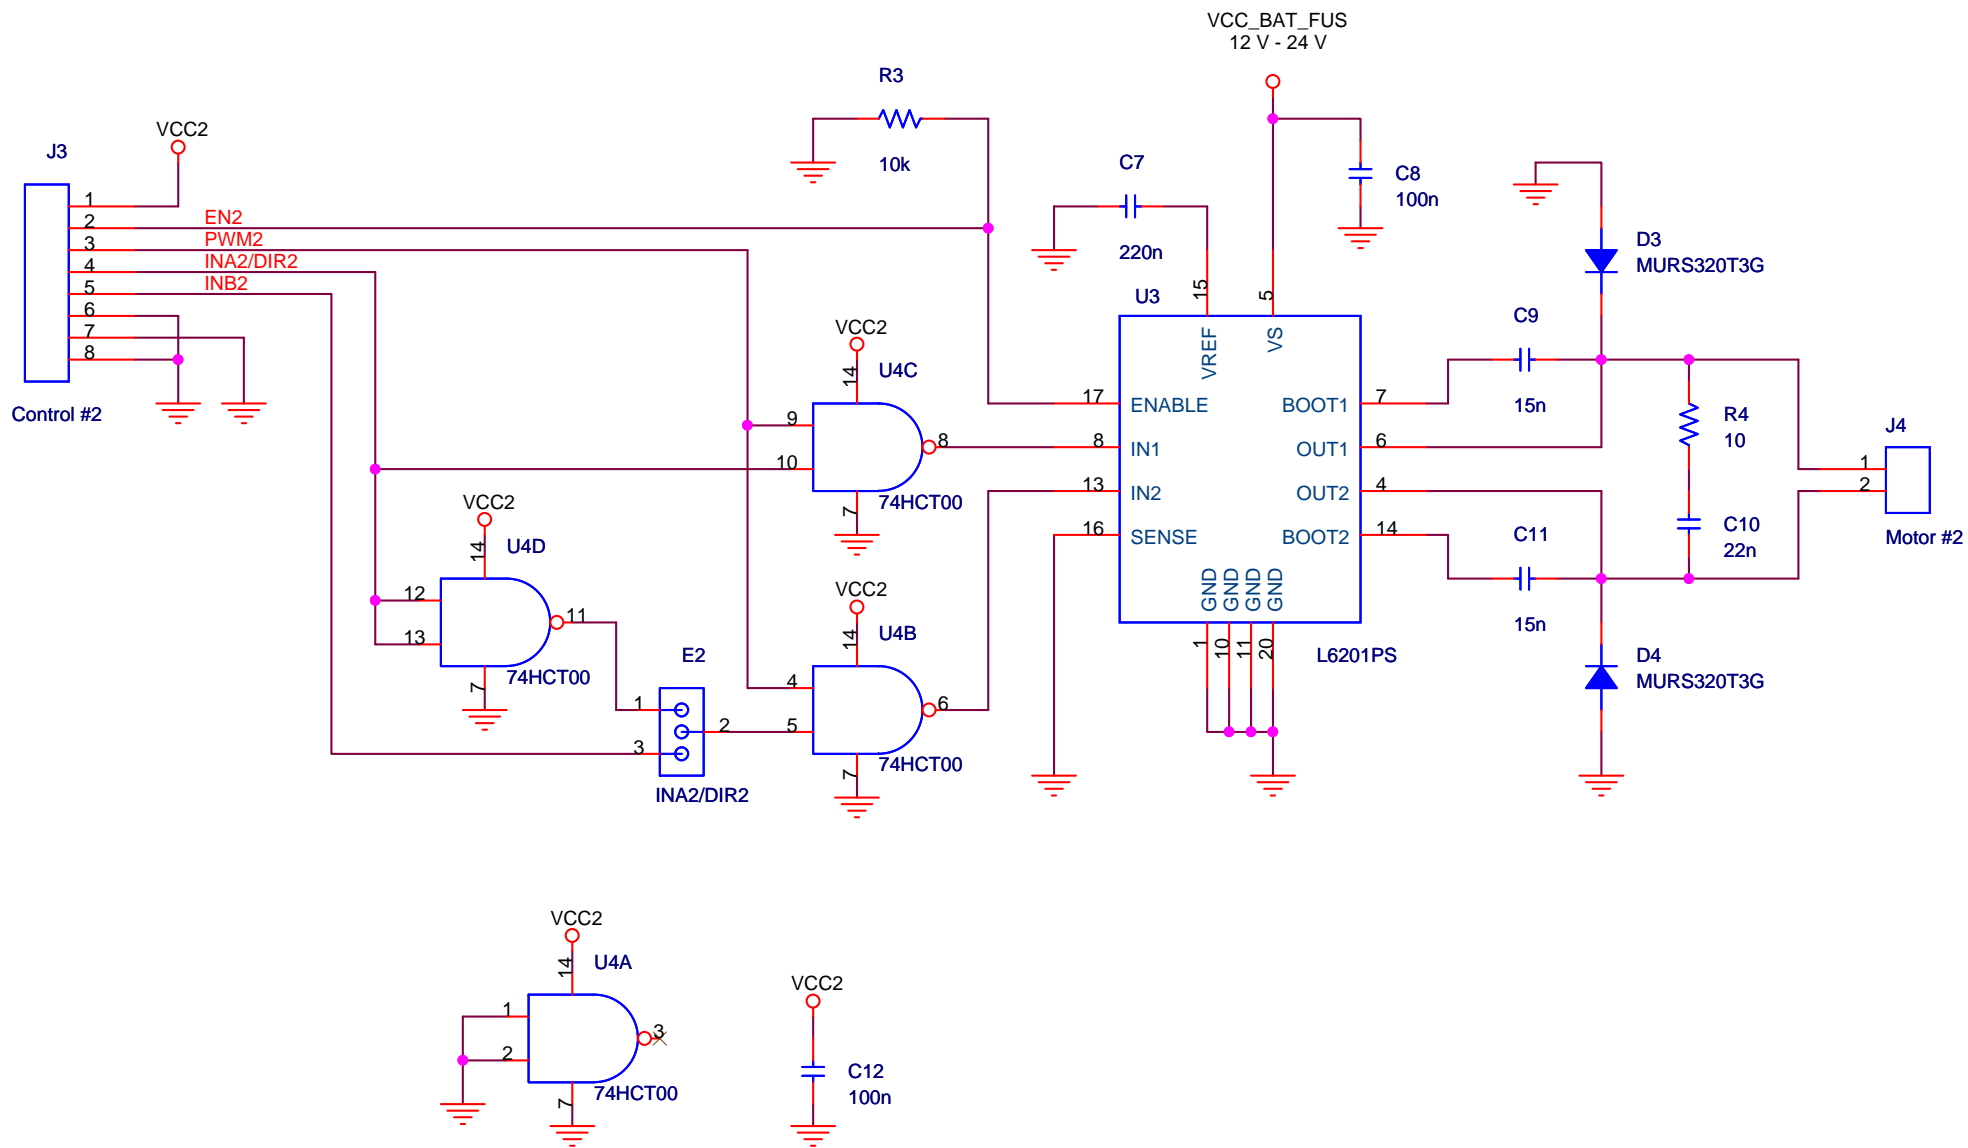 VCC_BAT_FUS
12 V - 24 V
R3
10k
VCC2
J3
1
2
3
4
5
6
7
8
EN2
PWM2
INA2/DIR2
INB2
Control #2
C7
220n
C8
100n
D3
MURS320T3G
U3
15
5
VREF
VS
17
ENABLE
8
IN1
13
IN2
16
SENSE
BOOT1
7
OUT1
6
OUT2
4
BOOT2
14
GND
GND
GND
GND
1
10
11
20
L6201PS
C9
15n
C11
15n
R4
10
C10
22n
J4
1
2
Motor #2
D4
MURS320T3G
VCC2
14
U4C
9
10
8
7
74HCT00
VCC2
14
U4D
12
13
11
7
74HCT00
E2
1
2
3
INA2/DIR2
VCC2
14
U4B
4
5
6
7
74HCT00
VCC2
14
U4A
1
2
3
7
74HCT00
VCC2
C12
100n